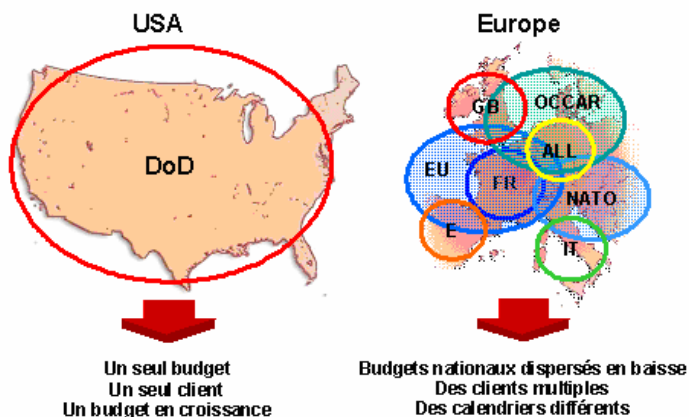 USA
DoD
Un seul budget
Un seul client
Un budget en croissance
Europe
GB
OCCAR
ALL
EU
FR
NATO
E
IT
Budgets nationaux dispersés en baisse
Des clients multiples
Des calendriers différents